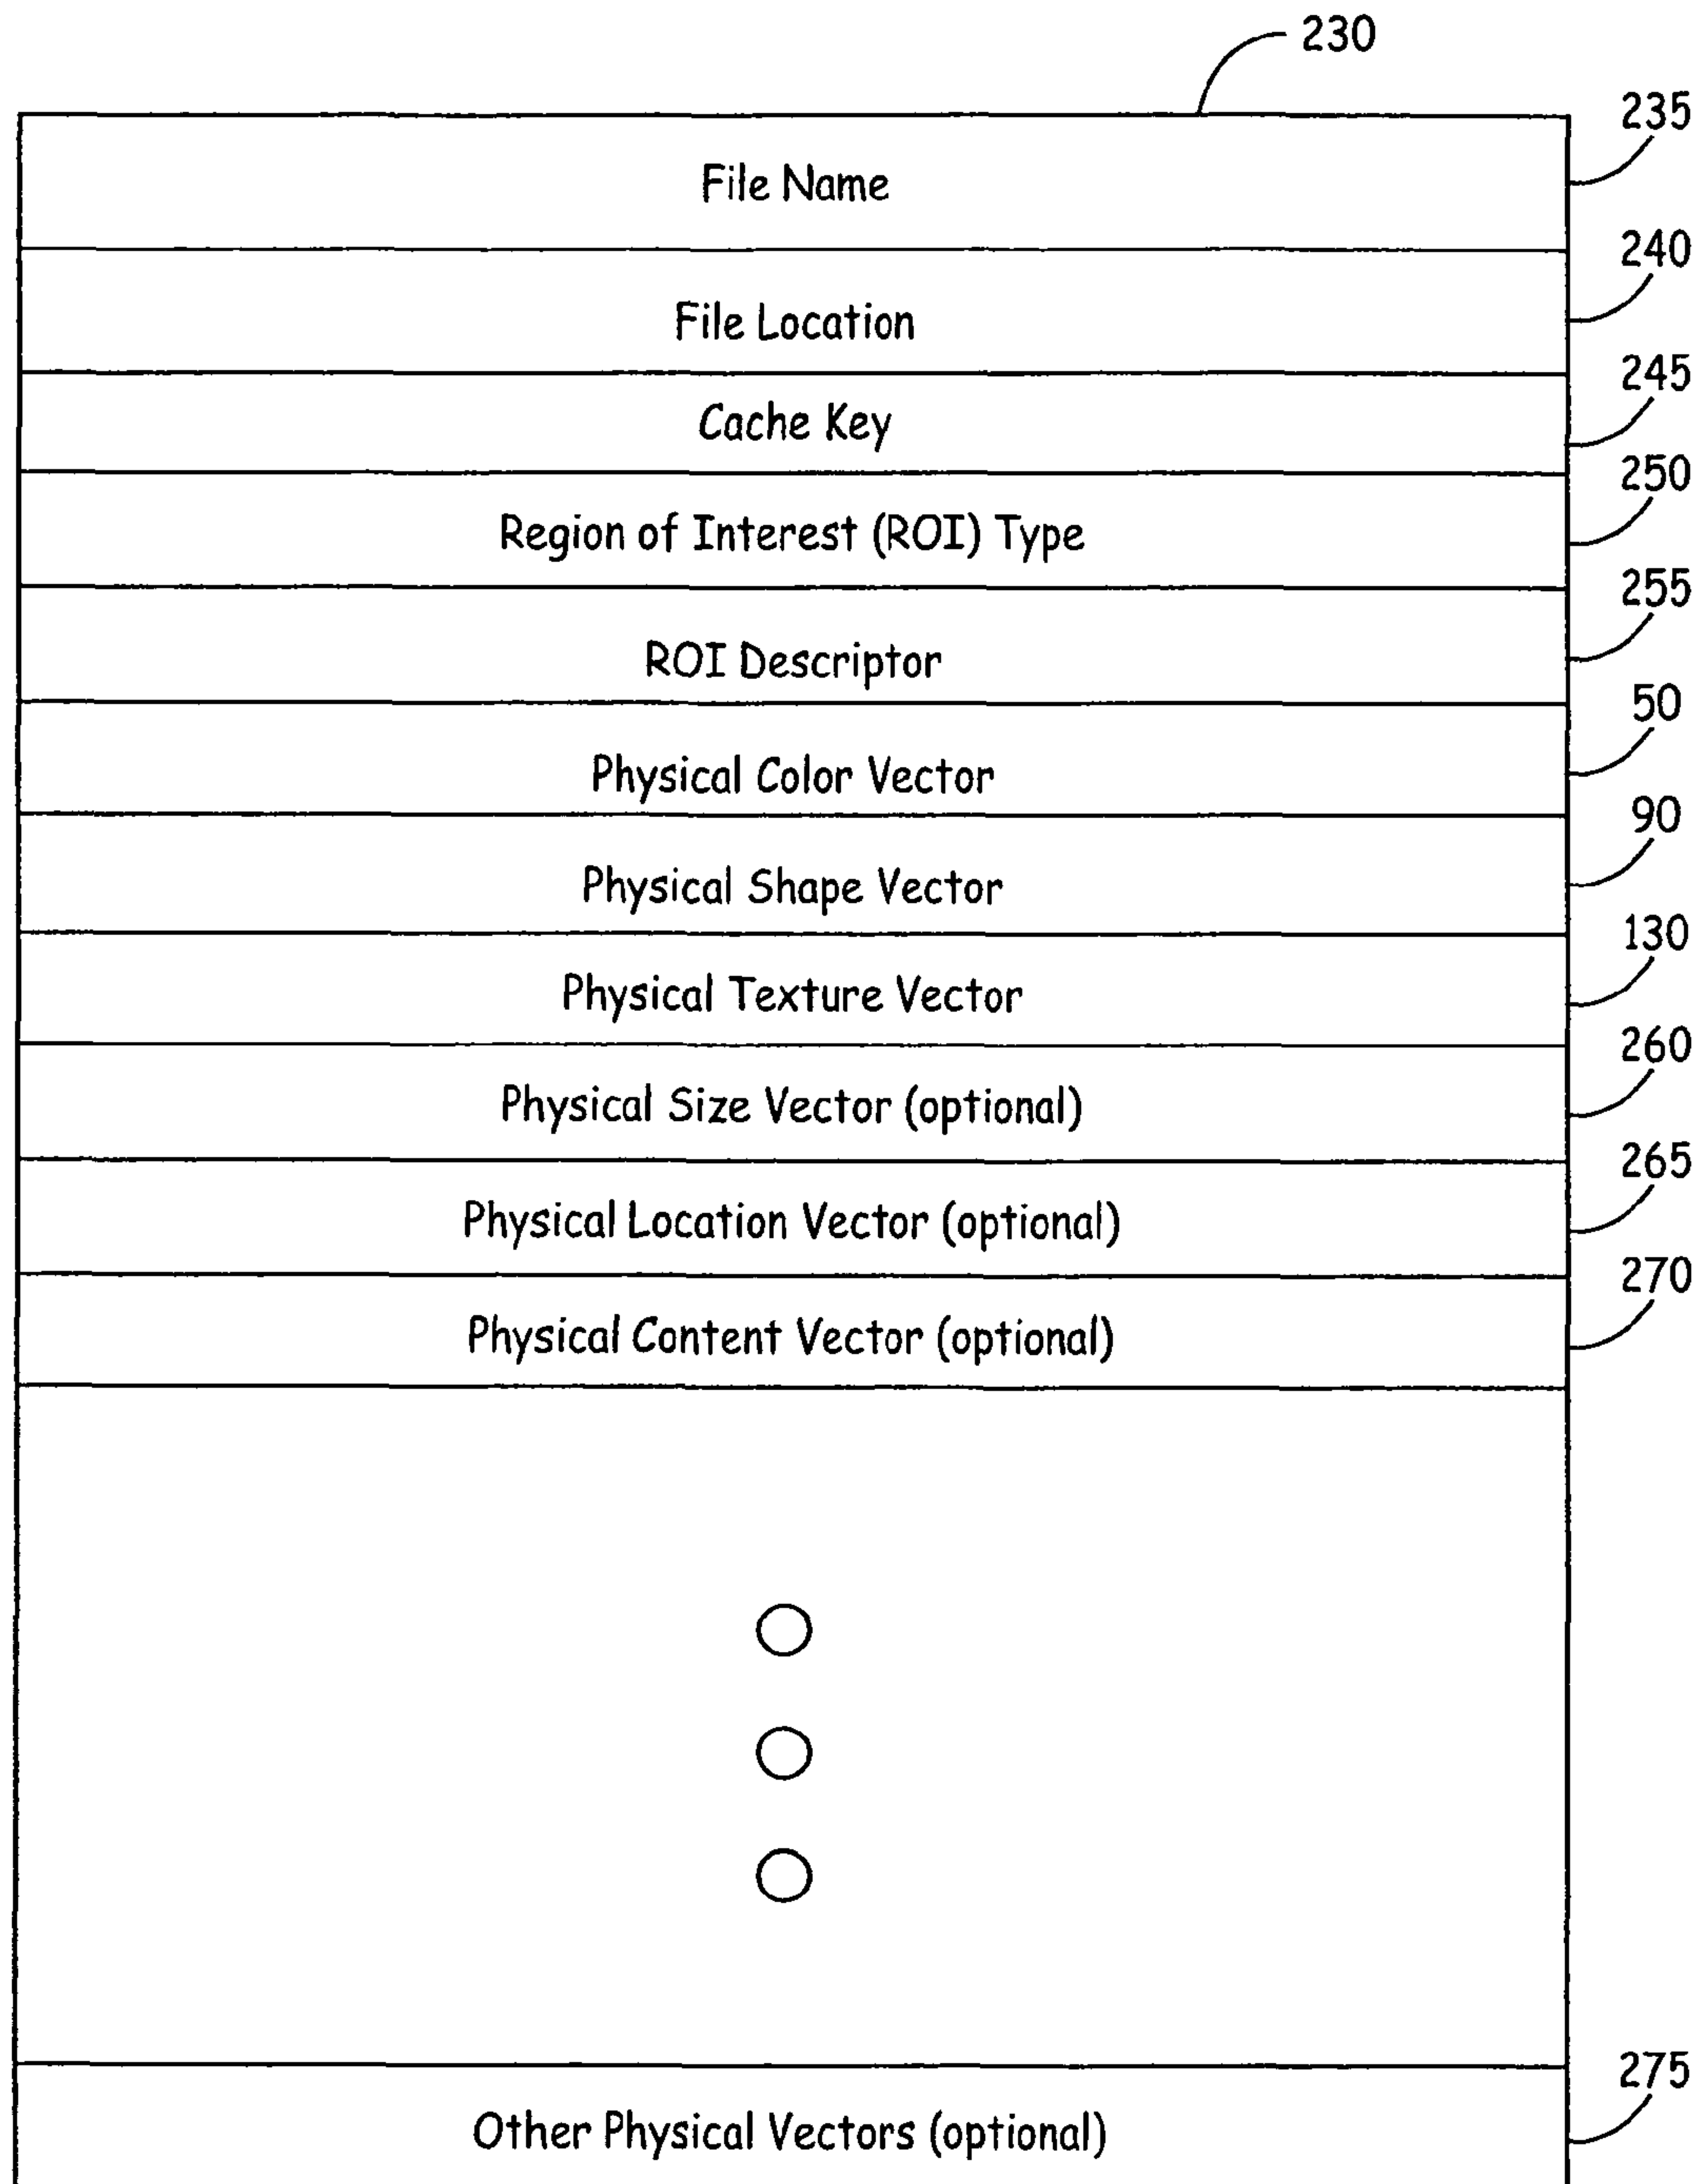 230
235
File Name
240
File Location
245
Cache Key
250
Region of Interest (ROI) Type
255
ROI Descriptor
50
Physical Color Vector
90
Physical Shape Vector
130
Physical Texture Vector
260
Physical Size Vector (optional)
265
Physical Location Vector (optional)
270
Physical Content Vector (optional)
275
Other Physical Vectors (optional)